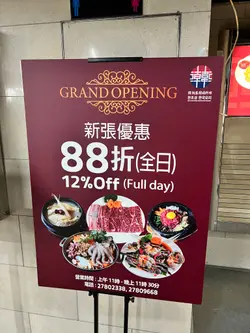 GRAND OPENING
新張優惠
88折(全日)
12%Off (Full day)
營業時間：上午11時 - 晚上11時30分
電話：27802338, 27809668